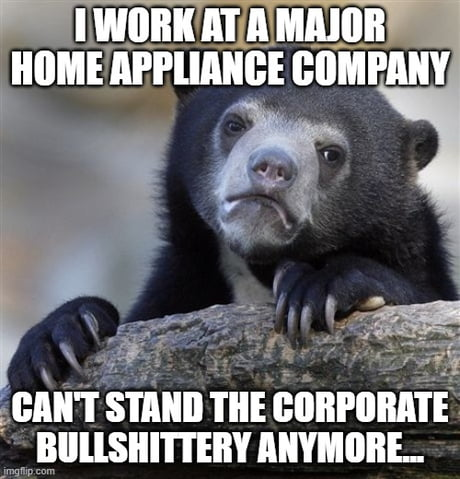 I WORK AT A MAJOR
HOME APPLIANCE COMPANY
CAN'T STAND THE CORPORATE
BULLSHITTERY ANYMORE...
imgflip.com